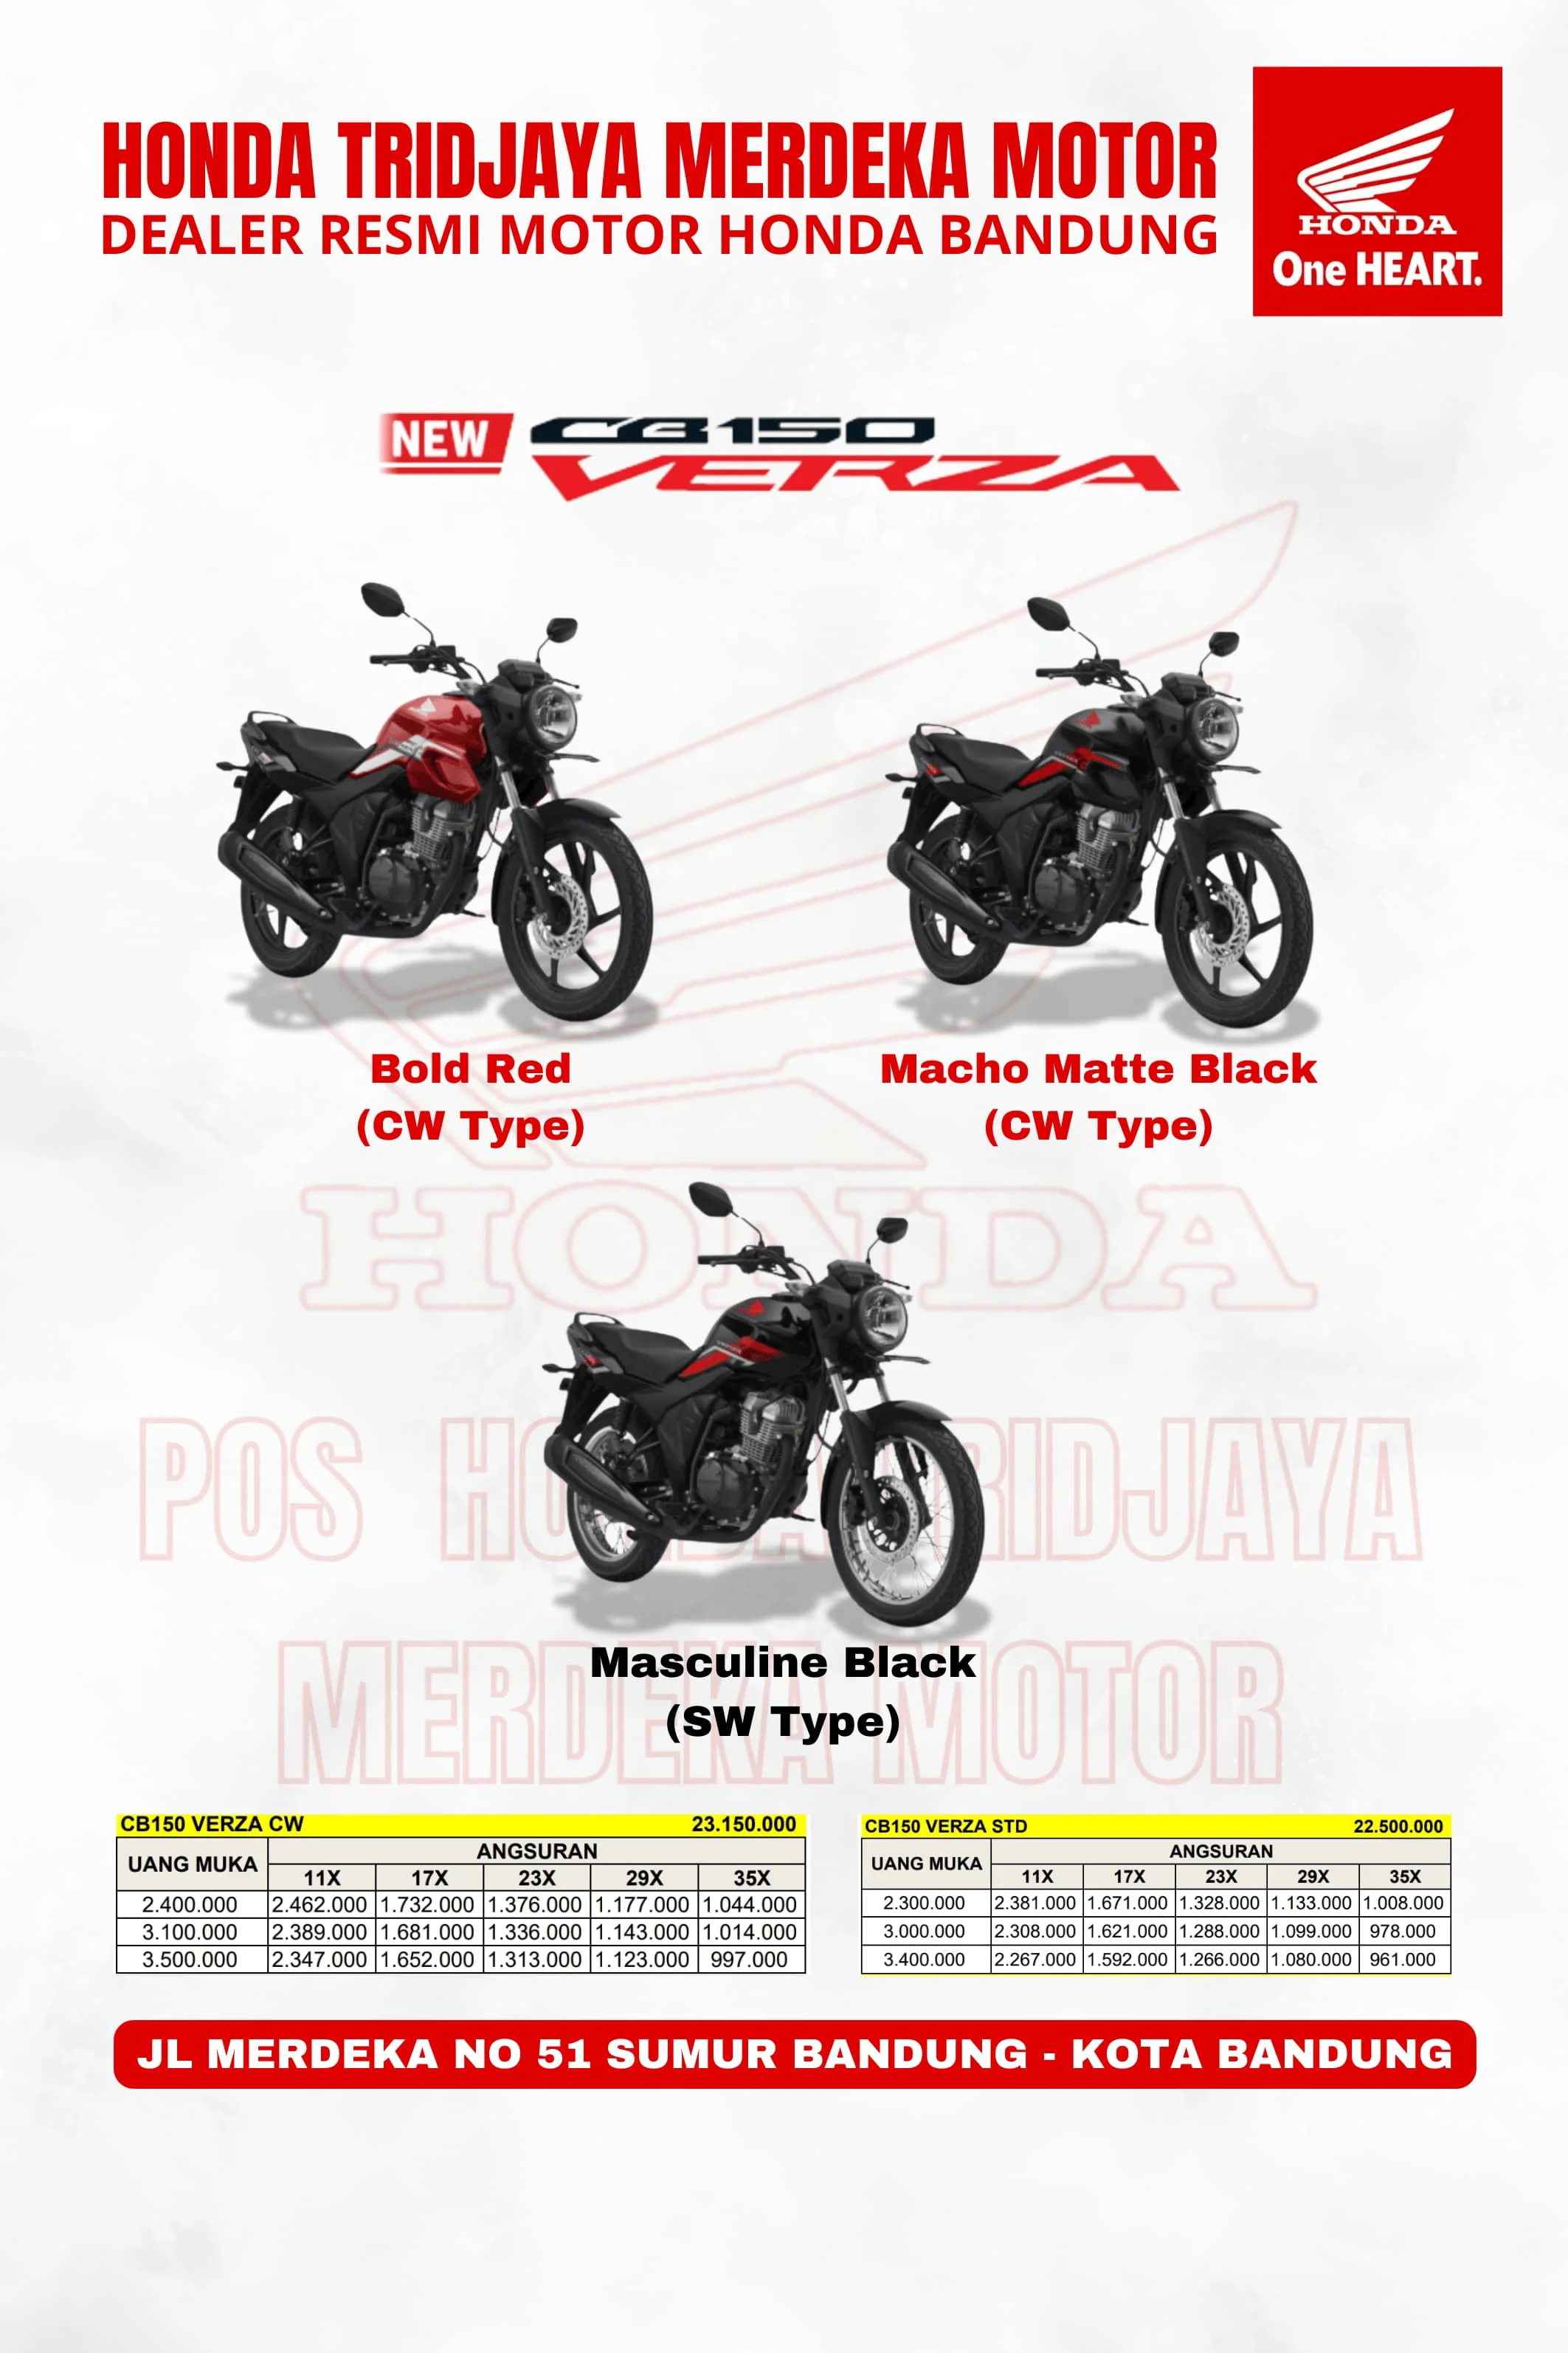 HONDA TRIDJAYA MERDEKA MOTOR
DEALER RESMI MOTOR HONDA BANDUNG
HONDA
One HEART.
NEW CB150
VERZA
Bold Red
(CW Type)
Macho Matte Black
(CW Type)
HONDA
POS HONDA TRIDJAYA
MERDEKA MOTOR
Masculine Black
(SW Type)
CB150 VERZA CW 23.150.000
UANG MUKA ANGSURAN
11X 17X 23X 29X 35X
2.400.000 2.462.000 1.732.000 1.376.000 1.177.000 1.044.000
3.100.000 2.389.000 1.681.000 1.336.000 1.143.000 1.014.000
3.500.000 2.347.000 1.652.000 1.313.000 1.123.000 997.000
CB150 VERZA STD 22.500.000
UANG MUKA ANGSURAN
11X 17X 23X 29X 35X
2.300.000 2.381.000 1.671.000 1.328.000 1.133.000 1.008.000
3.000.000 2.308.000 1.621.000 1.288.000 1.099.000 978.000
3.400.000 2.267.000 1.592.000 1.266.000 1.080.000 961.000
JL MERDEKA NO 51 SUMUR BANDUNG - KOTA BANDUNG